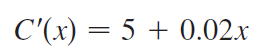 C'(x) = 5 + 0.02x